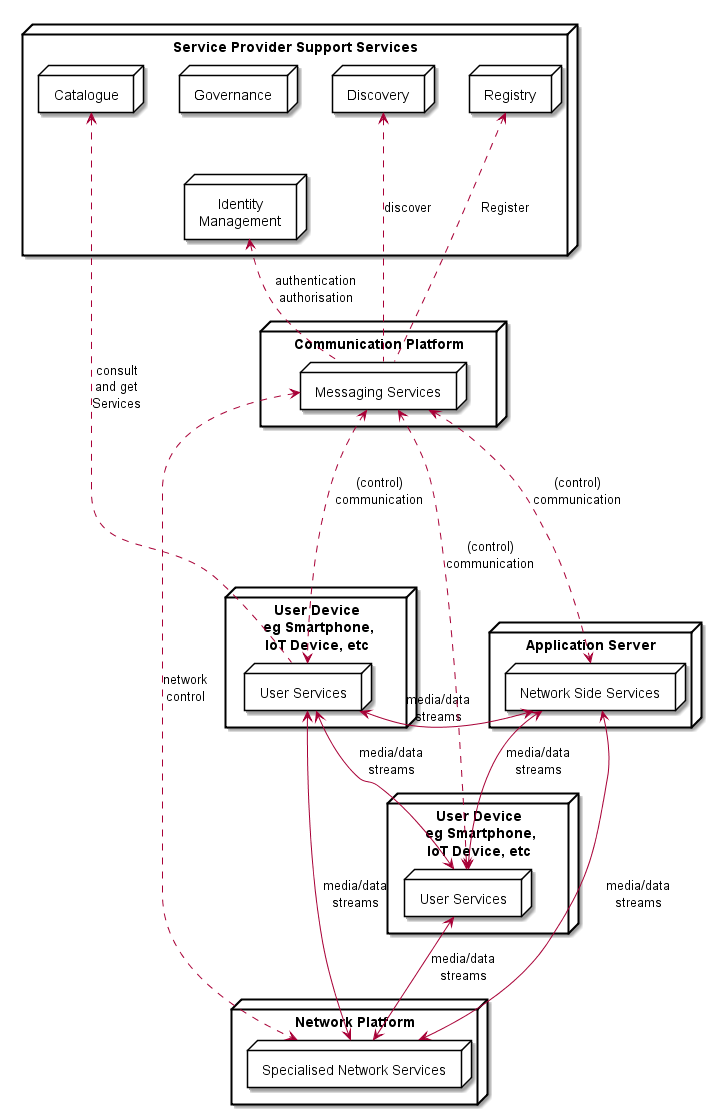 Service Provider Support Services
Catalogue
Governance
Discovery
Registry
Identity
Management
discover
Register
authentication
authorisation
Communication Platform
Messaging Services
consult
and get
Services
(control)
communication
(control)
communication
(control)
communication
User Device
eg Smartphone,
IoT Device, etc
User Services
Application Server
Network Side Services
network
control
media/data
streams
media/data
streams
media/data
streams
User Device
eg Smartphone,
IoT Device, etc
User Services
media/data
streams
media/data
streams
media/data
streams
Network Platform
Specialised Network Services